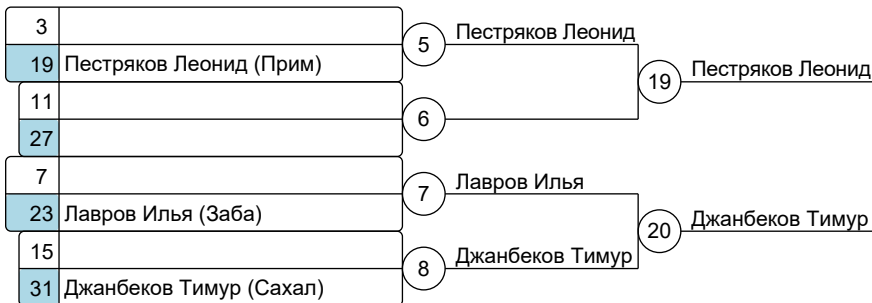 3
19 Пестряков Леонид (Прим)
5
Пестряков Леонид
11
27
6
19
Пестряков Леонид
7
23 Лавров Илья (Заба)
7
Лавров Илья
15
31 Джанбеков Тимур (Сахал)
8
Джанбеков Тимур
20
Джанбеков Тимур